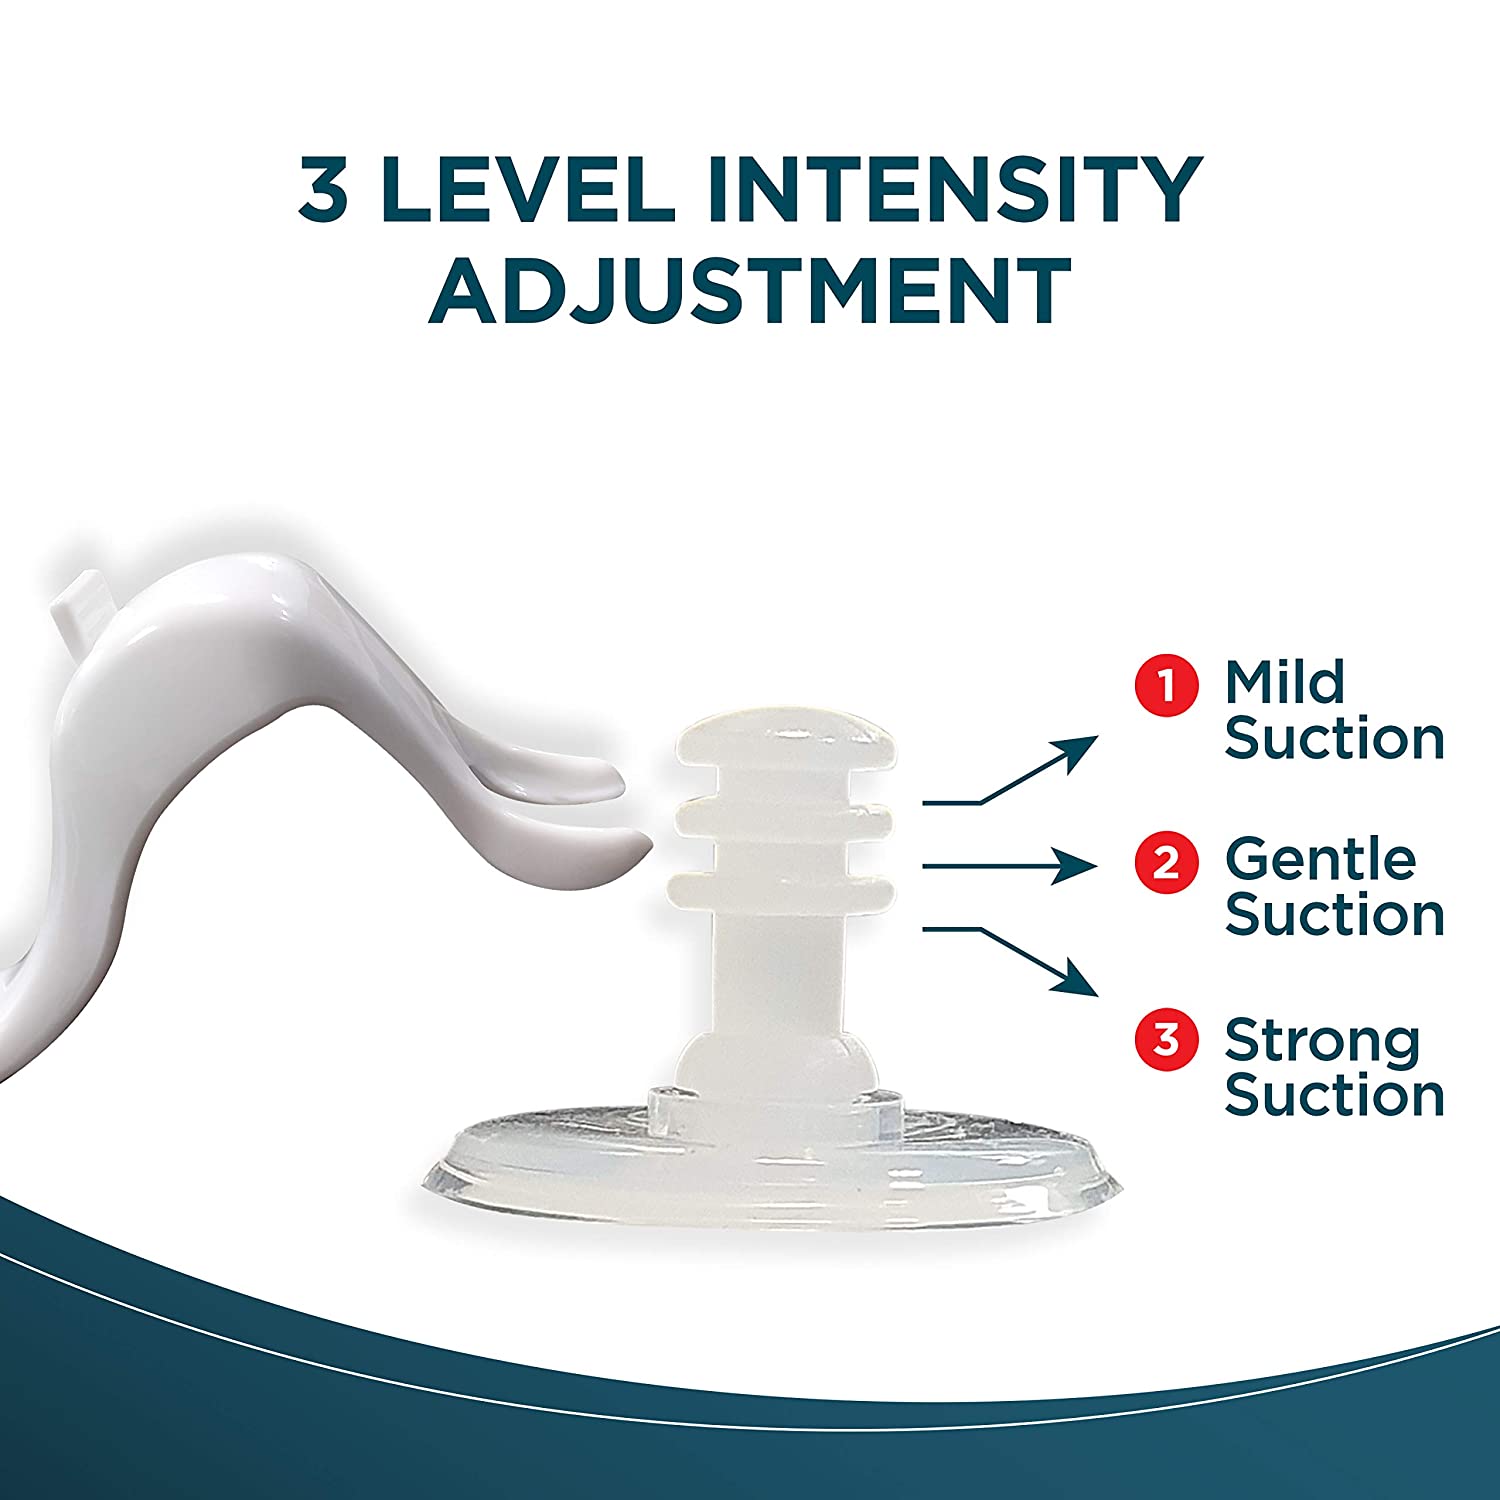 3 LEVEL INTENSITY
ADJUSTMENT
1 Mild
Suction
2 Gentle
Suction
3 Strong
Suction